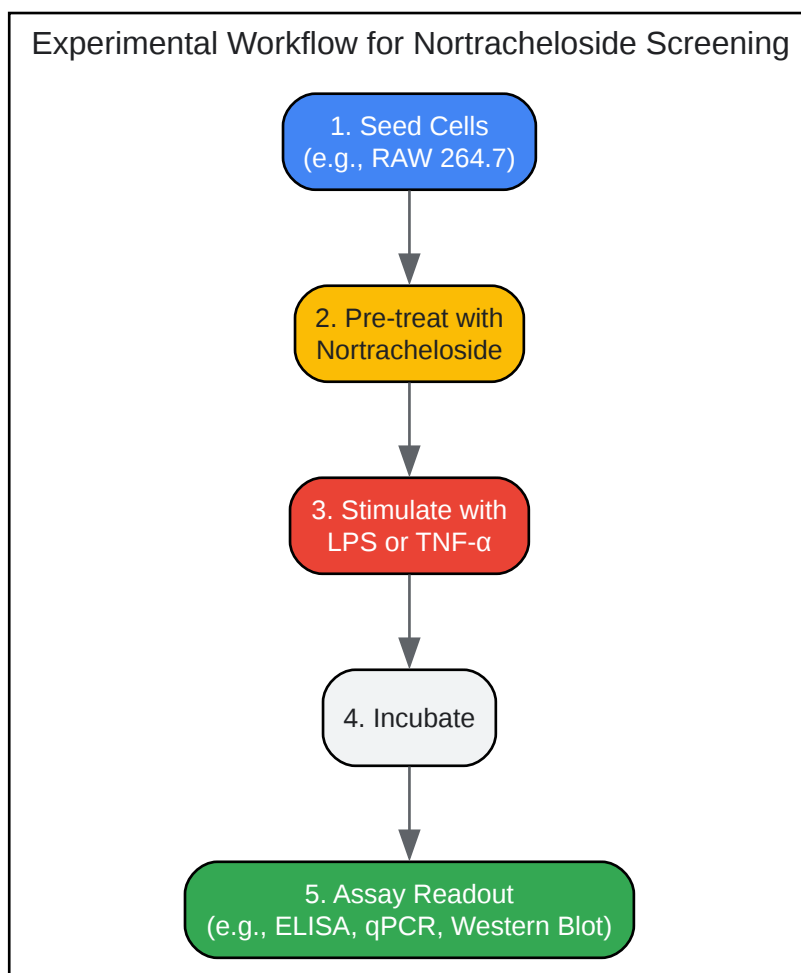 Experimental Workflow for Nortracheloside Screening
1. Seed Cells
(e.g., RAW 264.7)
2. Pre-treat with
Nortracheloside
3. Stimulate with
LPS or TNF-α
4. Incubate
5. Assay Readout
(e.g., ELISA, qPCR, Western Blot)